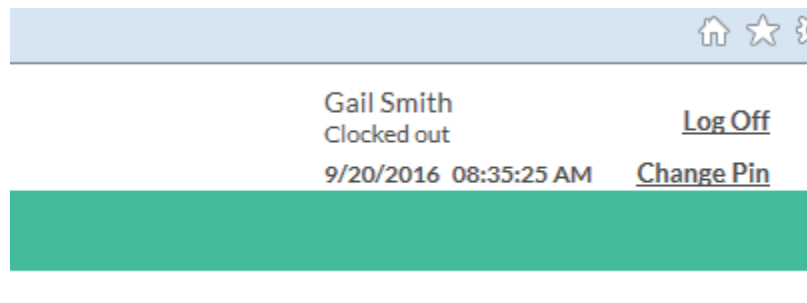 Gail Smith
Clocked out
Log Off
9/20/2016 08:35:25 AM
Change Pin